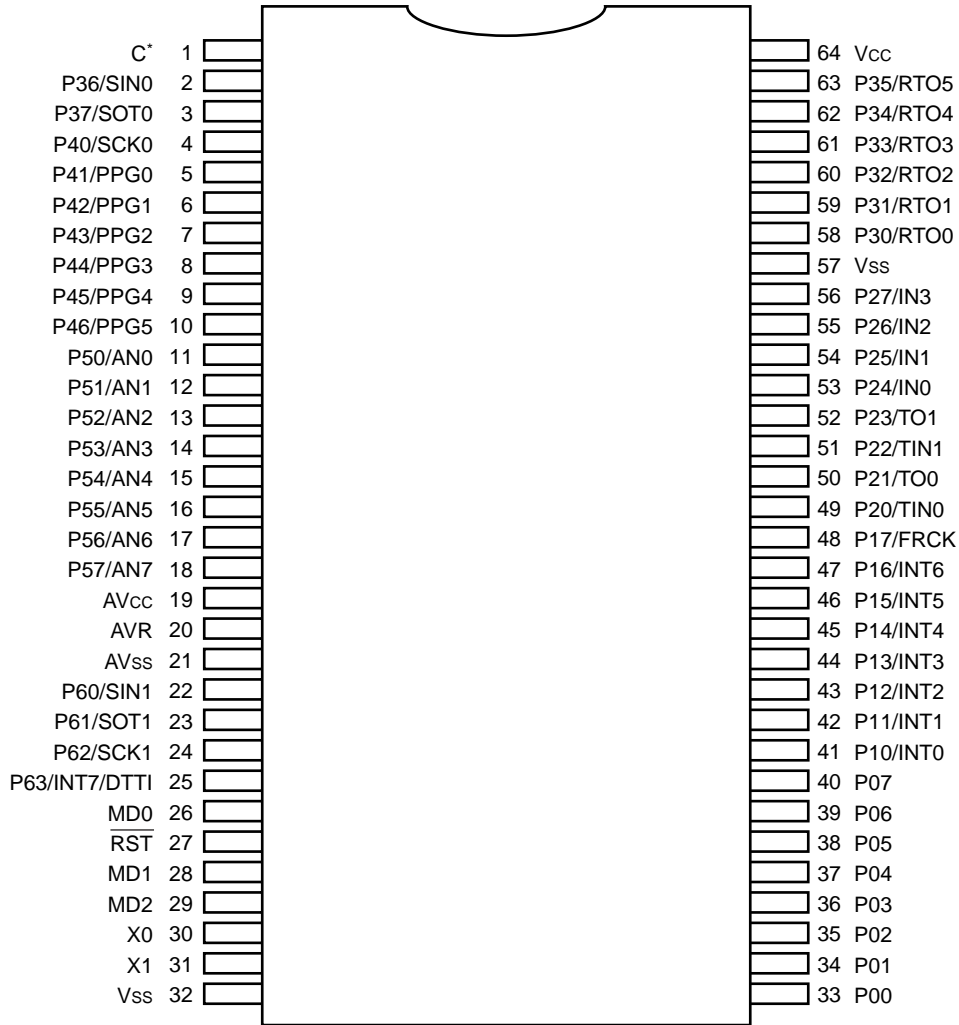 C* 1 64 Vcc
P36/SIN0 2 63 P35/RTO5
P37/SOT0 3 62 P34/RTO4
P40/SCK0 4 61 P33/RTO3
P41/PPG0 5 60 P32/RTO2
P42/PPG1 6 59 P31/RTO1
P43/PPG2 7 58 P30/RTO0
P44/PPG3 8 57 Vss
P45/PPG4 9 56 P27/IN3
P46/PPG5 10 55 P26/IN2
P50/AN0 11 54 P25/IN1
P51/AN1 12 53 P24/IN0
P52/AN2 13 52 P23/TO1
P53/AN3 14 51 P22/TIN1
P54/AN4 15 50 P21/TO0
P55/AN5 16 49 P20/TIN0
P56/AN6 17 48 P17/FRCK
P57/AN7 18 47 P16/INT6
AVcc 19 46 P15/INT5
AVR 20 45 P14/INT4
AVss 21 44 P13/INT3
P60/SIN1 22 43 P12/INT2
P61/SOT1 23 42 P11/INT1
P62/SCK1 24 41 P10/INT0
P63/INT7/DTTI 25 40 P07
MD0 26 39 P06
R̅S̅T̅ 27 38 P05
MD1 28 37 P04
MD2 29 36 P03
X0 30 35 P02
X1 31 34 P01
Vss 32 33 P00